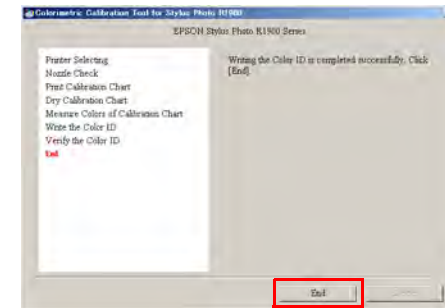 Colorimetric Calibration Tool for Stylus Photo R1900
EPSON Stylus Photo R1900 Series
Printer Selecting
Nozzle Check
Print Calibration Chart
Dry Calibration Chart
Measure Colors of Calibration Chart
Write the Color ID
Verify the Color ID
End
Writing the Color ID is completed successfully. Click
[End].
End